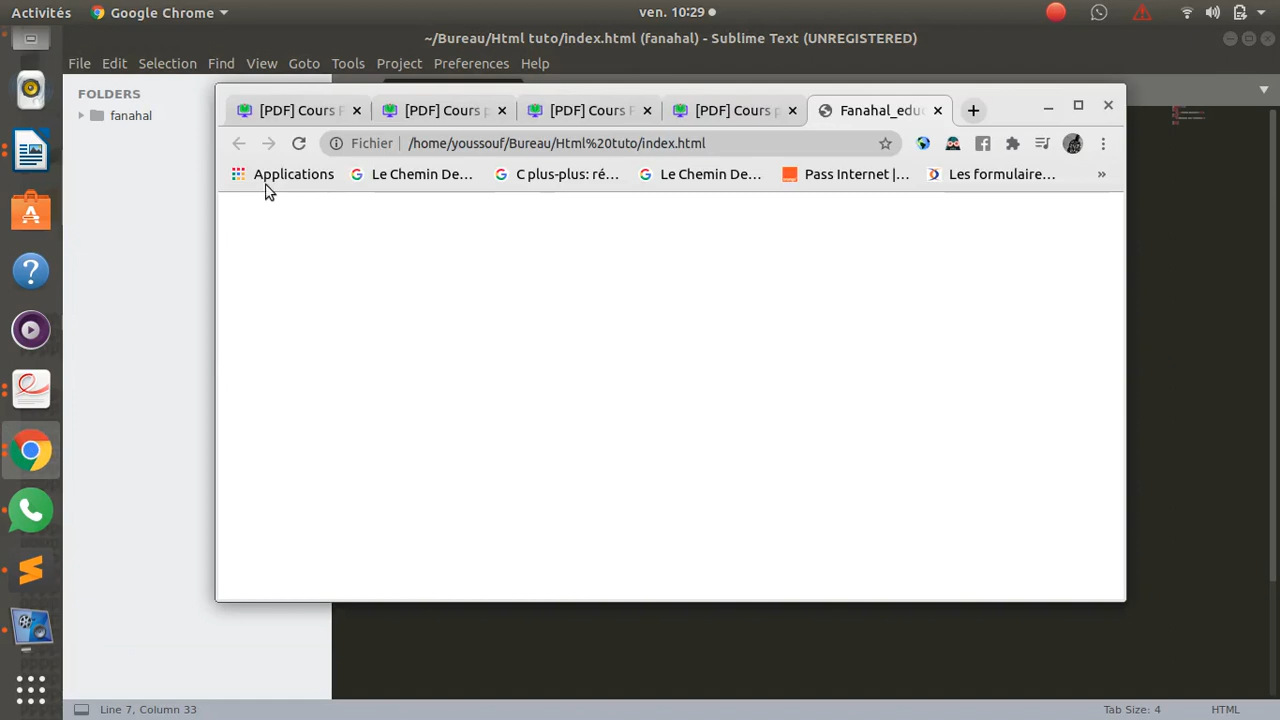 Activités Google Chrome ven. 10:29
~/Bureau/Html tuto/index.html (fanahal) - Sublime Text (UNREGISTERED)
File Edit Selection Find View Goto Tools Project Preferences Help
FOLDERS
fanahal
[PDF] Cours [PDF] Cours [PDF] Cours [PDF] Cours Fanahal_edu
Fichier /home/youssouf/Bureau/Html%20tuto/index.html
Applications Le Chemin De... C plus-plus: ré... Le Chemin De... Pass Internet |... Les formulaire... »
Line 7, Column 33 Tab Size: 4 HTML